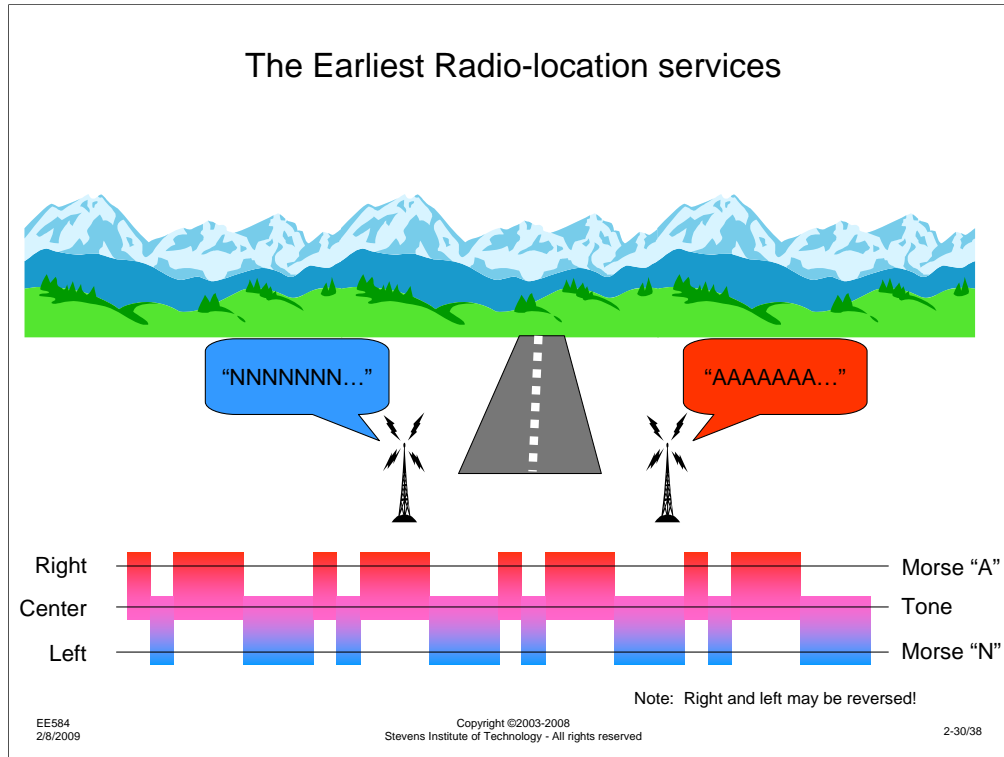 The Earliest Radio-location services
“NNNNNNN…”
“AAAAAAA…”
Right
Morse “A”
Center
Tone
Left
Morse “N”
Note:  Right and left may be reversed!
EE584
2/8/2009
Copyright ©2003-2008
Stevens Institute of Technology - All rights reserved
2-30/38